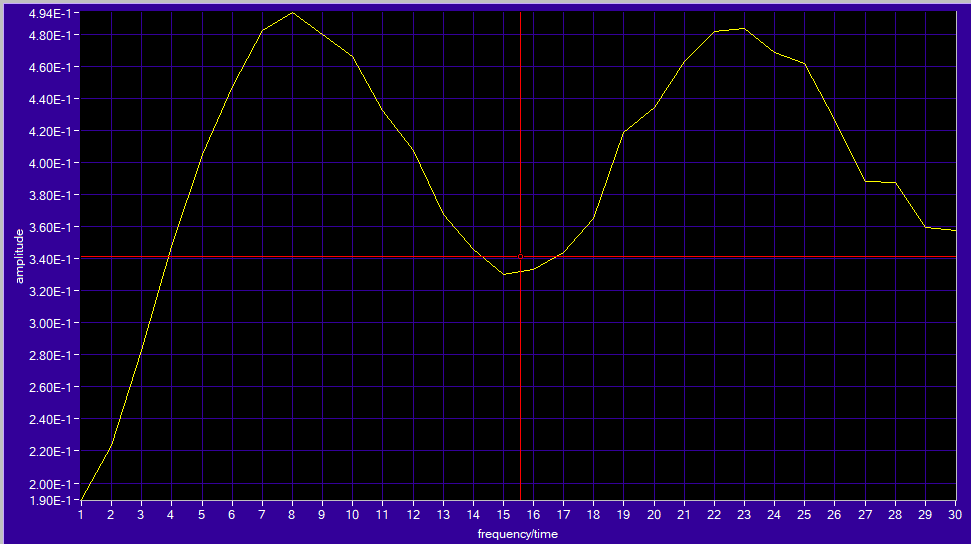 4.94E-1
4.80E-1
4.60E-1
4.40E-1
4.20E-1
4.00E-1
3.80E-1
3.60E-1
3.40E-1
3.20E-1
3.00E-1
2.80E-1
2.60E-1
2.40E-1
2.20E-1
2.00E-1
1.90E-1
amplitude
1 2 3 4 5 6 7 8 9 10 11 12 13 14 15 16 17 18 19 20 21 22 23 24 25 26 27 28 29 30
frequency/time